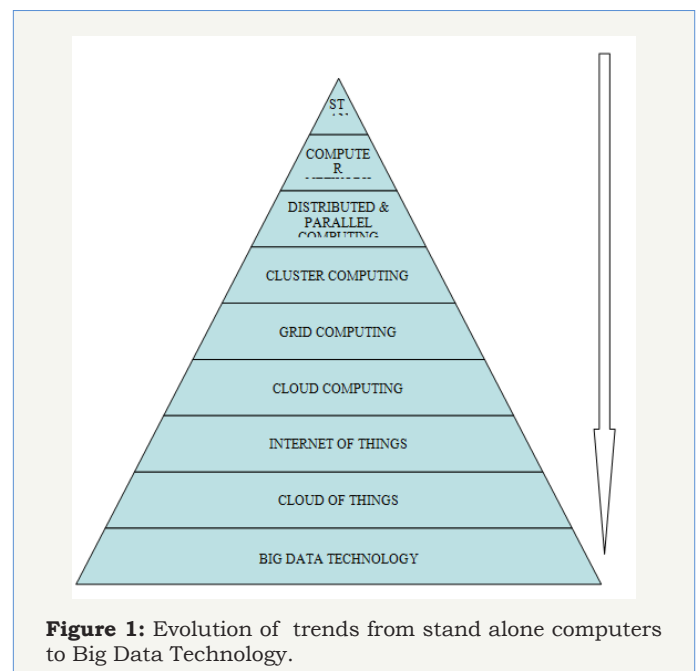 ST
COMPUTE
R
DISTRIBUTED &
PARALLEL
COMPUTING
CLUSTER COMPUTING
GRID COMPUTING
CLOUD COMPUTING
INTERNET OF THINGS
CLOUD OF THINGS
BIG DATA TECHNOLOGY
Figure 1: Evolution of trends from stand alone computers
to Big Data Technology.